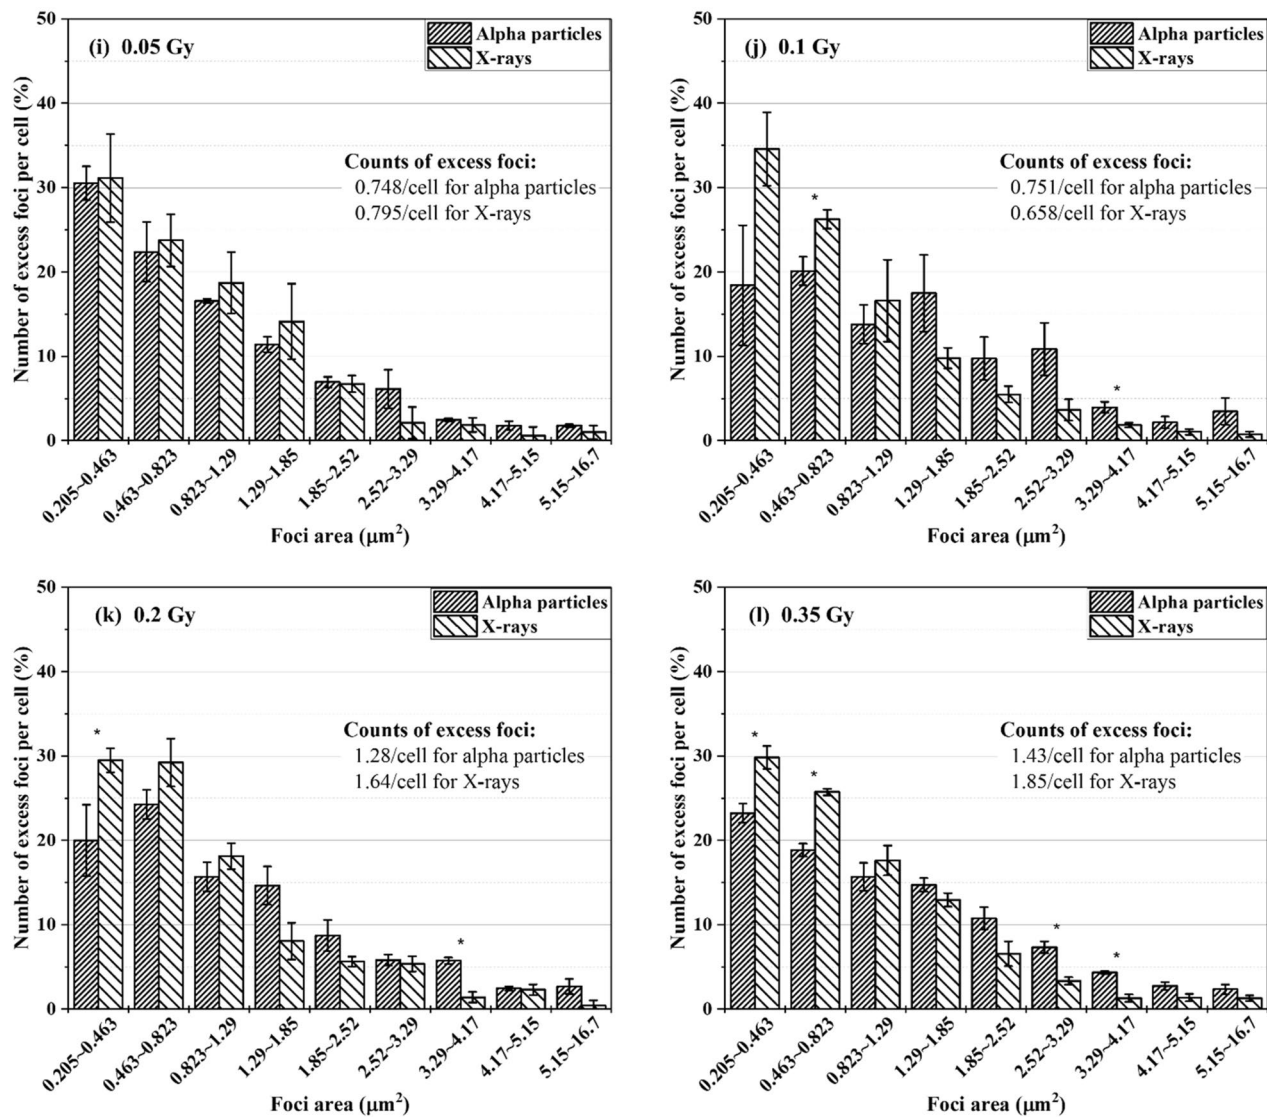 (i) 0.05 Gy
Alpha particles
X-rays
Number of excess foci per cell (%)
50
40
30
20
10
0
Counts of excess foci:
0.748/cell for alpha particles
0.795/cell for X-rays
0.205~0.463
0.463~0.823
0.823~1.29
1.29~1.85
1.85~2.52
2.52~3.29
3.29~4.17
4.17~5.15
5.15~16.7
Foci area (μm²)
(j) 0.1 Gy
Alpha particles
X-rays
Number of excess foci per cell (%)
50
40
30
20
10
0
Counts of excess foci:
0.751/cell for alpha particles
0.658/cell for X-rays
*
*
0.205~0.463
0.463~0.823
0.823~1.29
1.29~1.85
1.85~2.52
2.52~3.29
3.29~4.17
4.17~5.15
5.15~16.7
Foci area (μm²)
(k) 0.2 Gy
Alpha particles
X-rays
Number of excess foci per cell (%)
50
40
30
20
10
0
Counts of excess foci:
1.28/cell for alpha particles
1.64/cell for X-rays
*
*
0.205~0.463
0.463~0.823
0.823~1.29
1.29~1.85
1.85~2.52
2.52~3.29
3.29~4.17
4.17~5.15
5.15~16.7
Foci area (μm²)
(l) 0.35 Gy
Alpha particles
X-rays
Number of excess foci per cell (%)
50
40
30
20
10
0
Counts of excess foci:
1.43/cell for alpha particles
1.85/cell for X-rays
*
*
*
*
0.205~0.463
0.463~0.823
0.823~1.29
1.29~1.85
1.85~2.52
2.52~3.29
3.29~4.17
4.17~5.15
5.15~16.7
Foci area (μm²)